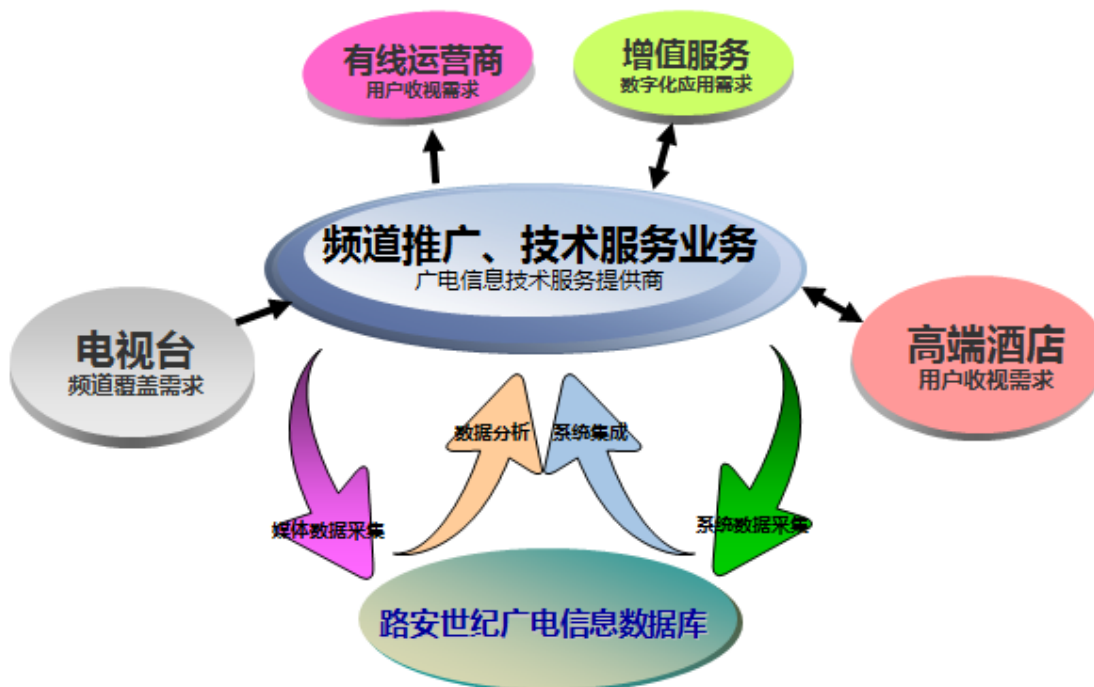 有线运营商
用户收视需求
增值服务
数字化应用需求
频道推广、技术服务业务
广电信息技术服务提供商
电视台
频道覆盖需求
高端酒店
用户收视需求
数据分析
系统集成
媒体数据采集
系统数据采集
路安世纪广电信息数据库